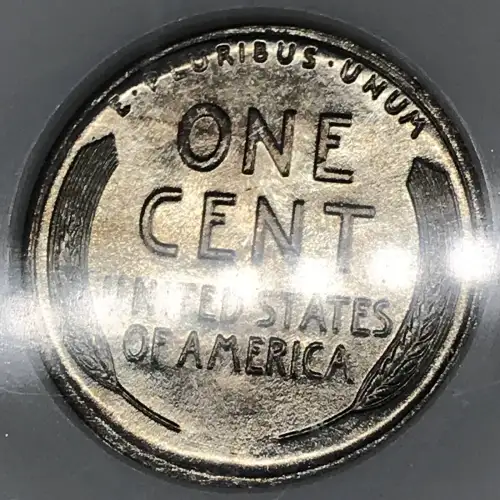 E · PLURIBUS · UNUM
ONE
CENT
UNITED STATES
OF AMERICA